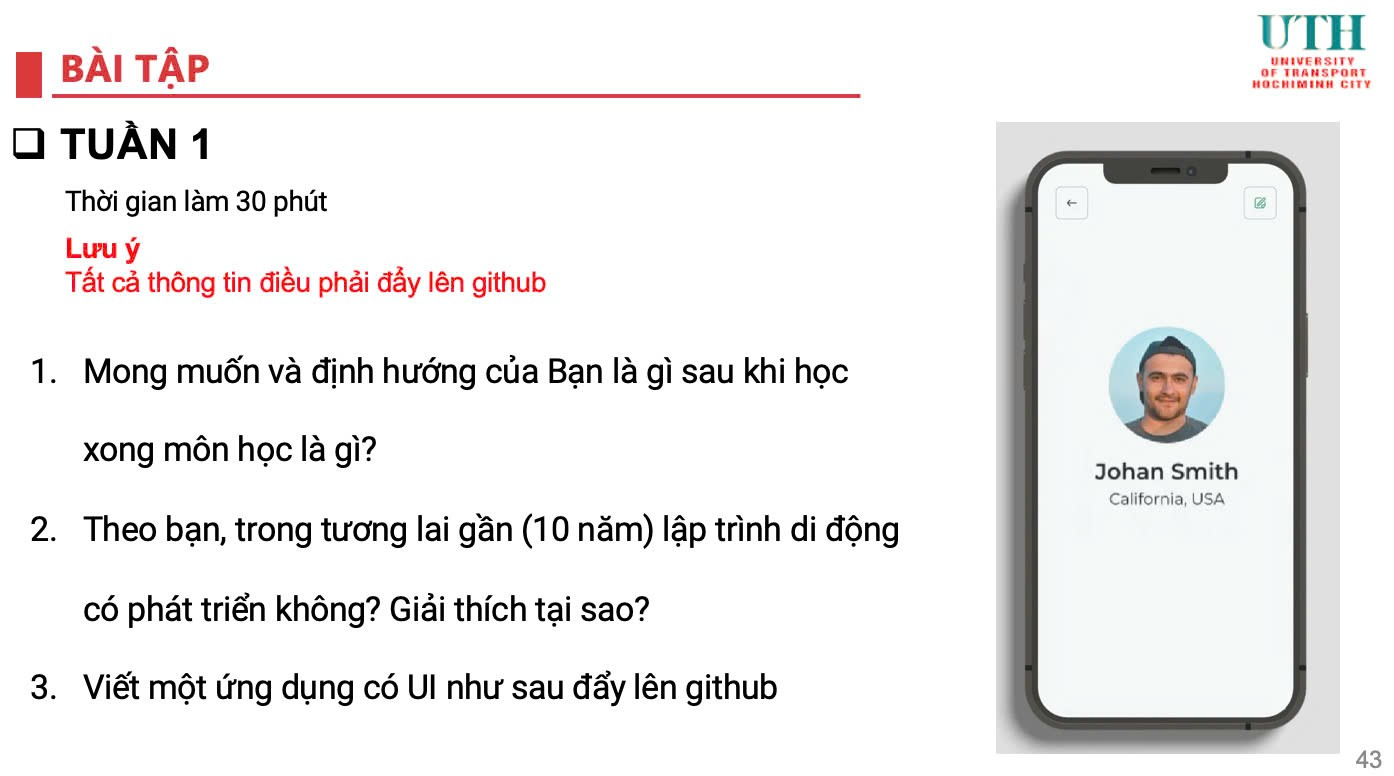 UTH
UNIVERSITY
OF TRANSPORT
HOCHIMINH CITY
BÀI TẬP
TUẦN 1
Thời gian làm 30 phút
Lưu ý
Tất cả thông tin điều phải đẩy lên github
1. Mong muốn và định hướng của Bạn là gì sau khi học
xong môn học là gì?
2. Theo bạn, trong tương lai gần (10 năm) lập trình di động
có phát triển không? Giải thích tại sao?
3. Viết một ứng dụng có UI như sau đẩy lên github
Johan Smith
California, USA
43